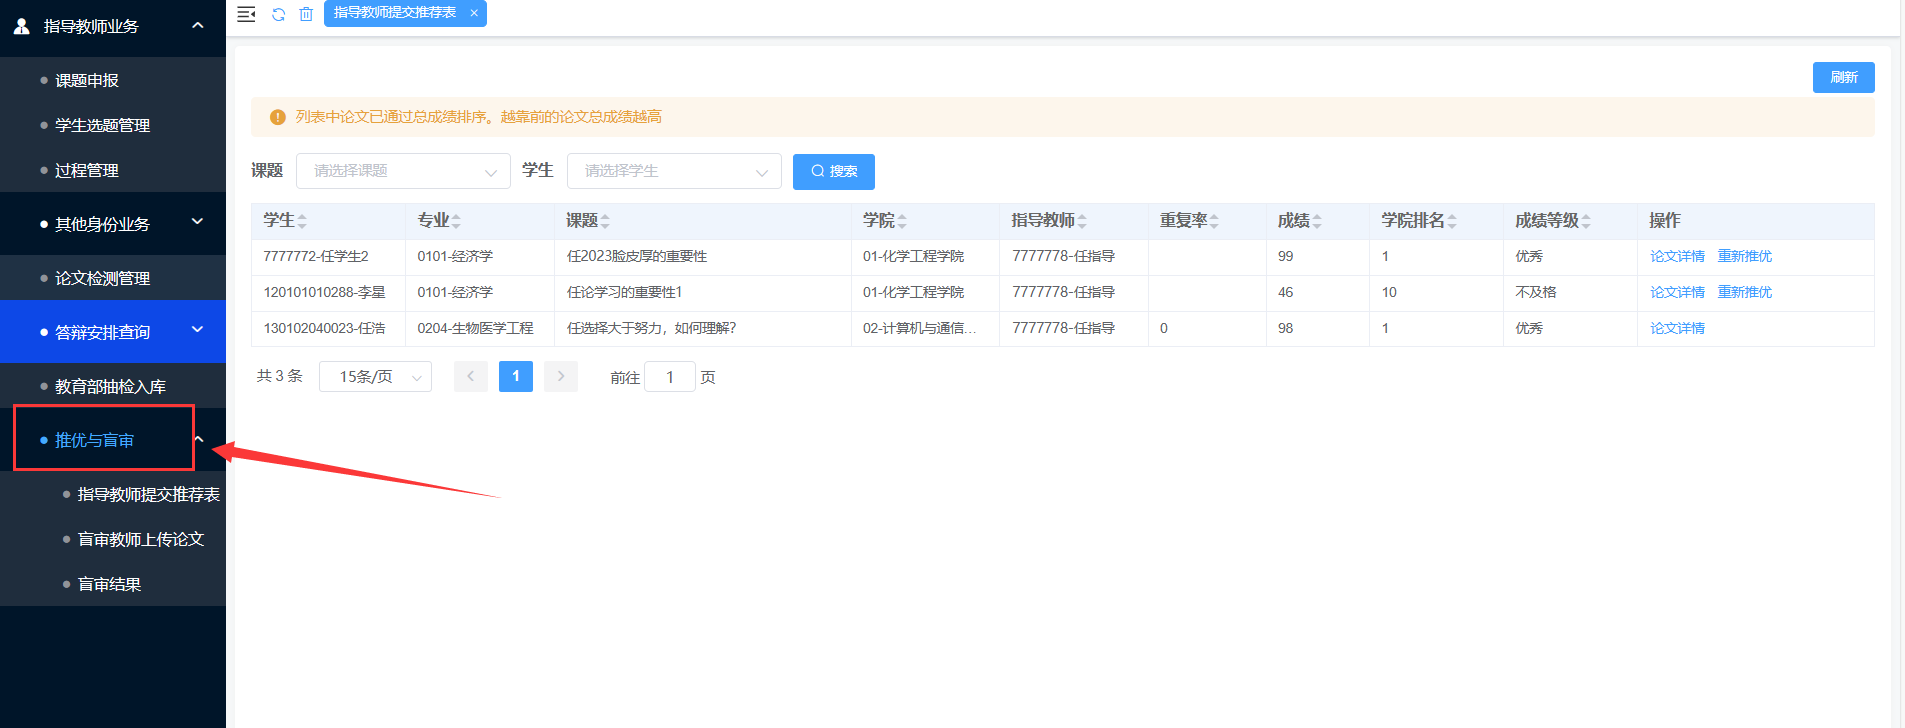 指导教师业务
课题申报
学生选题管理
过程管理
其他身份业务
论文检测管理
答辩安排查询
教育部抽检入库
推优与盲审
指导教师提交推荐表
盲审教师上传论文
盲审结果
指导教师提交推荐表 ×
刷新
列表中论文已通过总成绩排序。越靠前的论文总成绩越高
课题 请选择课题 学生 请选择学生 搜索
学生 专业 课题 学院 指导教师 重复率 成绩 学院排名 成绩等级 操作
7777772-任学生2 0101-经济学 任2023脸皮厚的重要性 01-化学工程学院 7777778-任指导 99 1 优秀 论文详情 重新推优
120101010288-李星 0101-经济学 任论学习的重要性1 01-化学工程学院 7777778-任指导 46 10 不及格 论文详情 重新推优
130102040023-任浩 0204-生物医学工程 任选择大于努力，如何理解? 02-计算机与通信... 7777778-任指导 0 98 1 优秀 论文详情
共 3 条 15条/页 1 前往 1 页